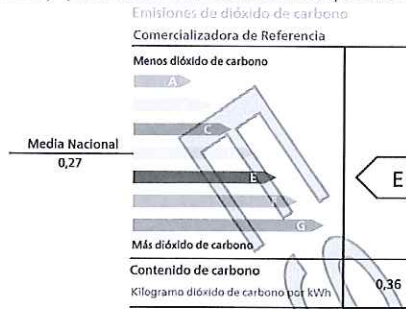 Emisiones de dióxido de carbono
Comercializadora de Referencia
Menos dióxido de carbono
A
C
Media Nacional
0,27
E
E
F
G
Más dióxido de carbono
Contenido de carbono
Kilogramo dióxido de carbono por kWh
0,36